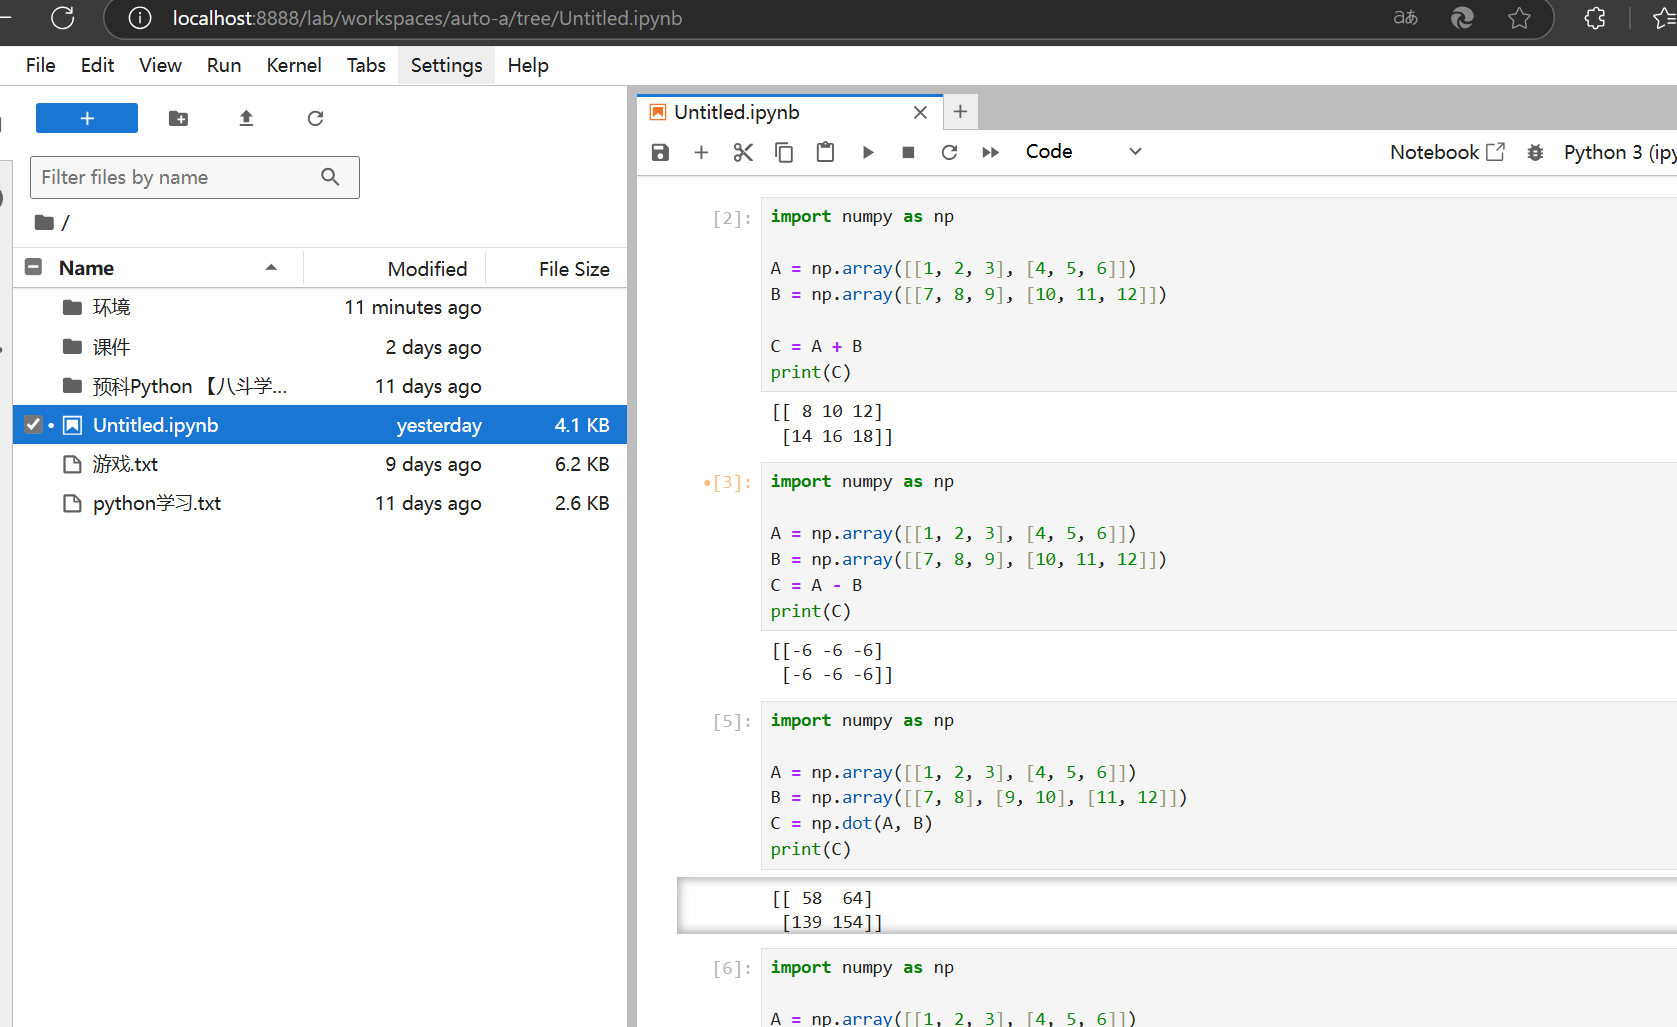 localhost:8888/lab/workspaces/auto-a/tree/Untitled.ipynb
File Edit View Run Kernel Tabs Settings Help
Filter files by name
/
Name Modified File Size
环境 11 minutes ago
课件 2 days ago
预科Python 【八斗学... 11 days ago
Untitled.ipynb yesterday 4.1 KB
游戏.txt 9 days ago 6.2 KB
python学习.txt 11 days ago 2.6 KB
Untitled.ipynb
Code Notebook Python 3 (ipy
[2]: import numpy as np
A = np.array([[1, 2, 3], [4, 5, 6]])
B = np.array([[7, 8, 9], [10, 11, 12]])
C = A + B
print(C)
[[ 8 10 12]
[14 16 18]]
[3]: import numpy as np
A = np.array([[1, 2, 3], [4, 5, 6]])
B = np.array([[7, 8, 9], [10, 11, 12]])
C = A - B
print(C)
[[-6 -6 -6]
[-6 -6 -6]]
[5]: import numpy as np
A = np.array([[1, 2, 3], [4, 5, 6]])
B = np.array([[7, 8], [9, 10], [11, 12]])
C = np.dot(A, B)
print(C)
[[ 58  64]
[139 154]]
[6]: import numpy as np
A = np.array([[1, 2, 3], [4, 5, 6]])